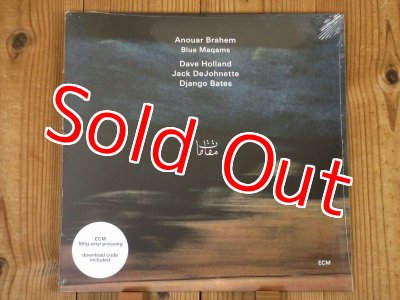 Anouar Brahem
Blue Maqams
Dave Holland
Jack DeJohnette
Django Bates
Sold Out
مقامات
ECM
180g vinyl pressing
download code
included
ECM